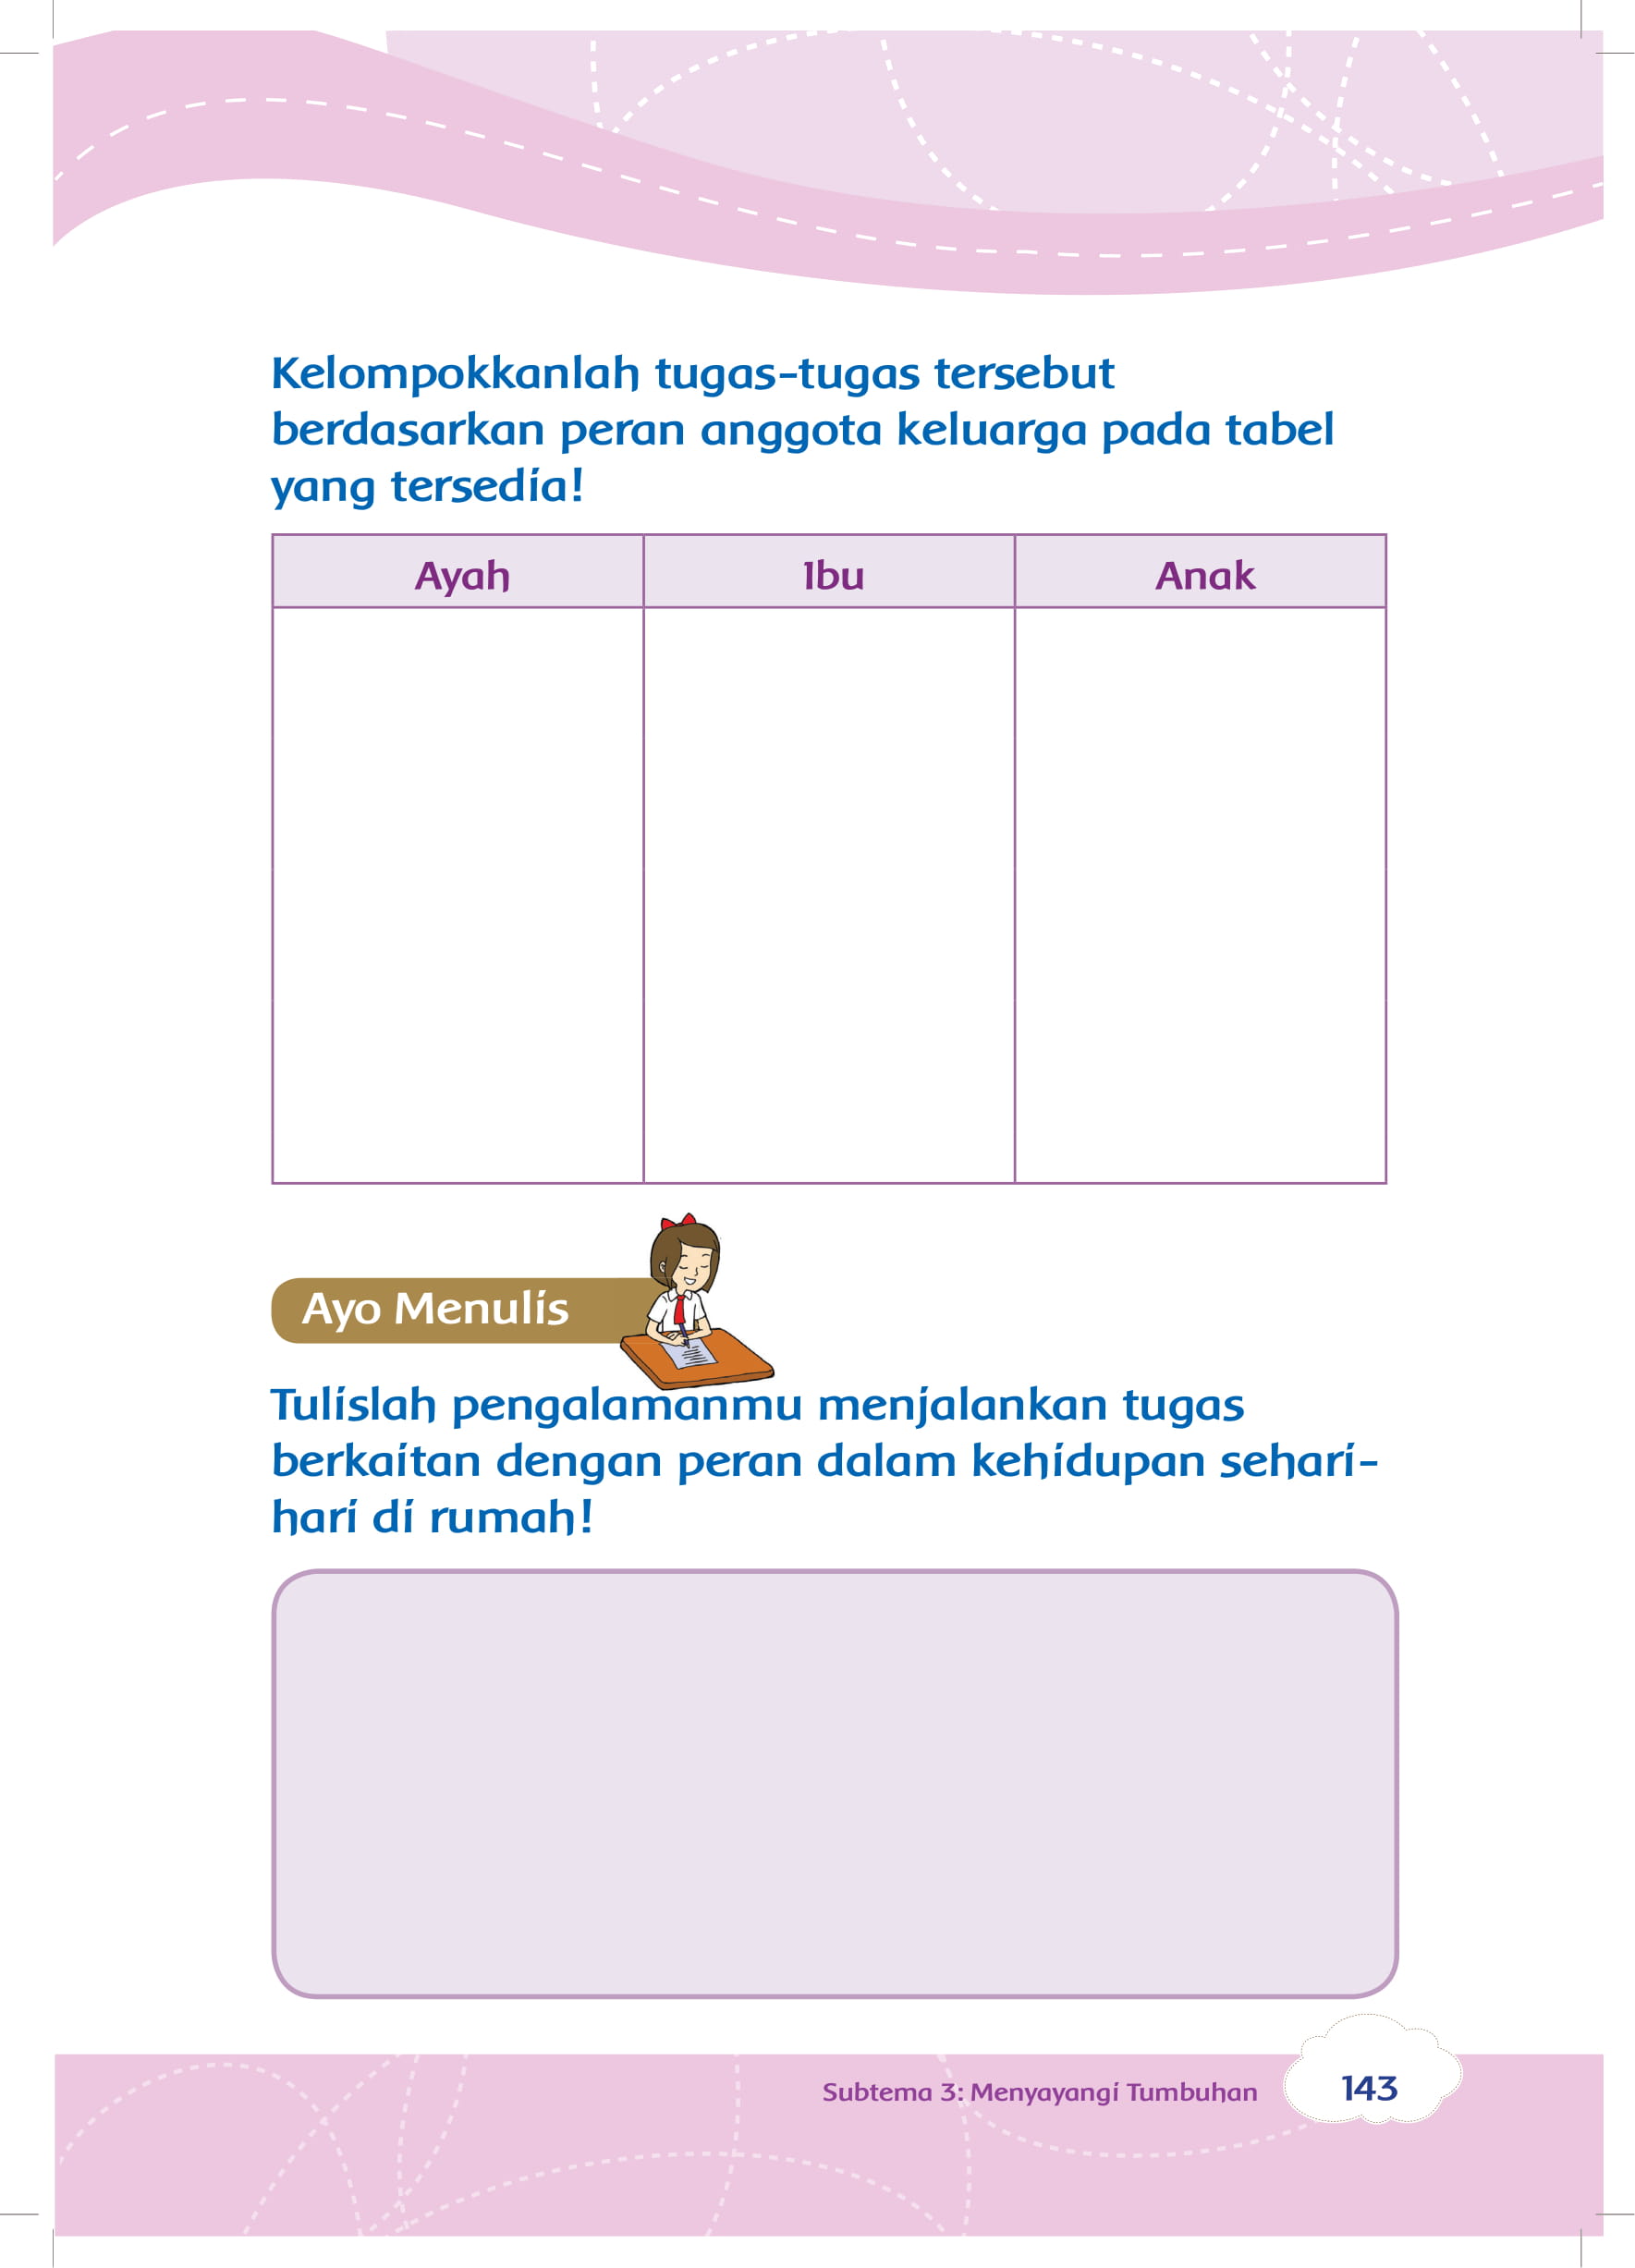 Kelompokkanlah tugas-tugas tersebut
berdasarkan peran anggota keluarga pada tabel
yang tersedia!
Ayah Ibu Anak
Ayo Menulis
Tulislah pengalamanmu menjalankan tugas
berkaitan dengan peran dalam kehidupan sehari-
hari di rumah!
Subtema 3: Menyayangi Tumbuhan 143